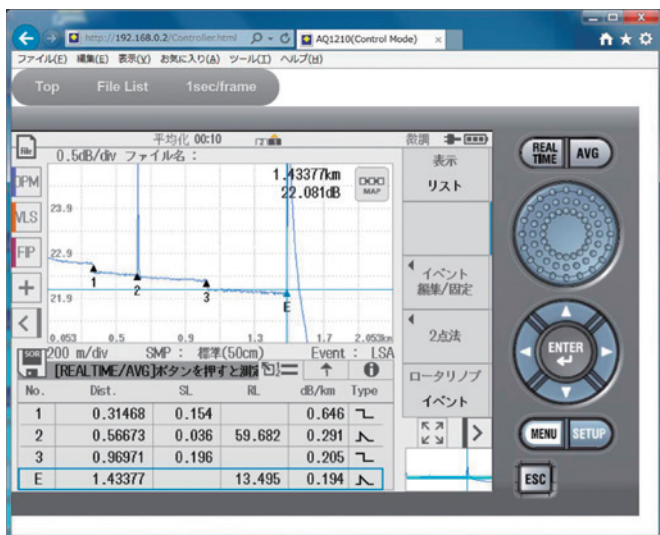 http://192.168.0.2/Controller.html
AQ1210(Control Mode)
ファイル(F) 編集(E) 表示(V) お気に入り(A) ツール(T) ヘルプ(H)
Top File List 1sec/frame
平均化 00:10
微調
File
0.5dB/div ファイル名：
1.43377km
22.081dB
MAP
表示
リスト
OPM
VLS
FIP
23.9
22.9
21.9
1 2 3 E
イベント
編集/固定
2点法
0.053 0.5 0.9 1.3 1.7 2.053km
SOR
200 m/div SMP： 標準(50cm) Event：LSA
[REALTIME/AVG]ボタンを押すと測定
ロータリノブ
イベント
No. Dist. SL RL dB/km Type
1 0.31468 0.154 0.646
2 0.56673 0.036 59.682 0.291
3 0.96971 0.196 0.205
E 1.43377 13.495 0.194
REAL TIME
AVG
ENTER
MENU
SETUP
ESC